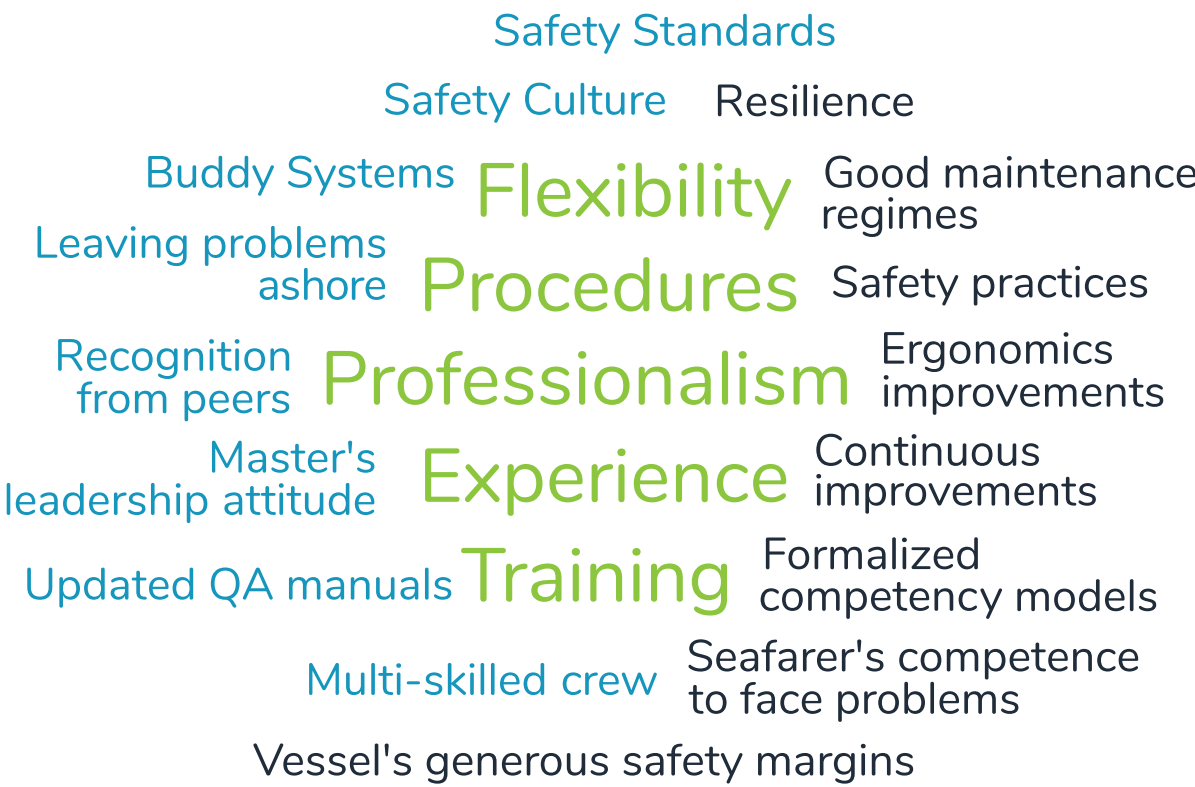 Safety Standards
Safety Culture
Resilience
Buddy Systems
Flexibility
Good maintenance
regimes
Leaving problems
ashore
Procedures
Safety practices
Recognition
from peers
Professionalism
Ergonomics
improvements
Master's
leadership attitude
Experience
Continuous
improvements
Updated QA manuals
Training
Formalized
competency models
Multi-skilled crew
Seafarer's competence
to face problems
Vessel's generous safety margins